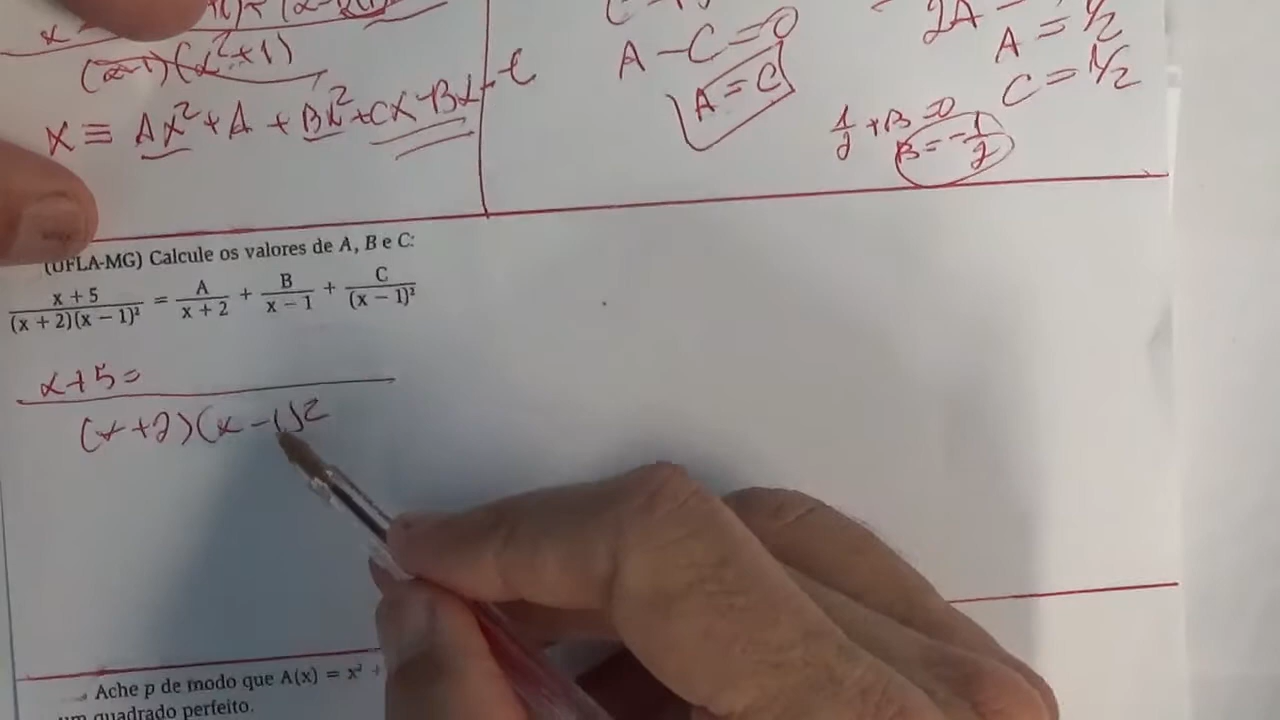 (x-1)(x²+1)
x ≡ Ax² + A + Bx² + Cx - Bx - C
A - C = 0
A = C
2A
A = 1/2
C = 1/2
1/2 + B = 0
B = -1/2
(UFLA-MG) Calcule os valores de A, B e C:
x + 5 / (x + 2)(x − 1)² = A / x + 2 + B / x − 1 + C / (x − 1)²
x+5=
(x+2)(x-1)²
Ache p de modo que A(x) = x² +
um quadrado perfeito.